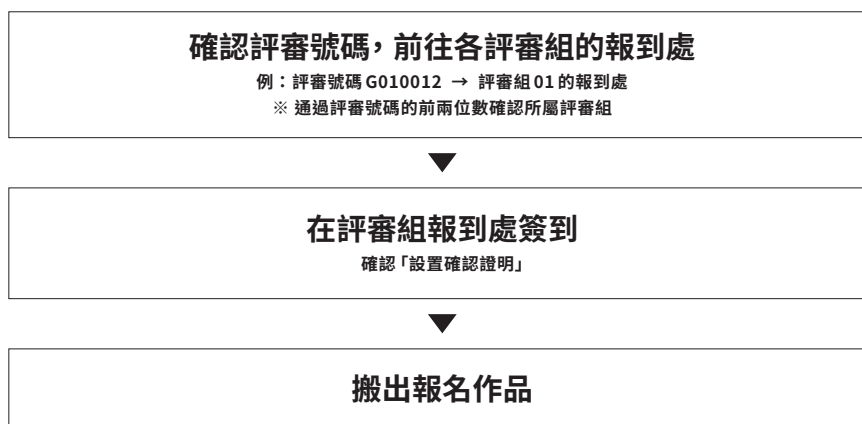 確認評審號碼，前往各評審組的報到處
例：評審號碼 G010012 → 評審組 01 的報到處
※ 通過評審號碼的前兩位數確認所屬評審組
在評審組報到處簽到
確認「設置確認證明」
搬出報名作品